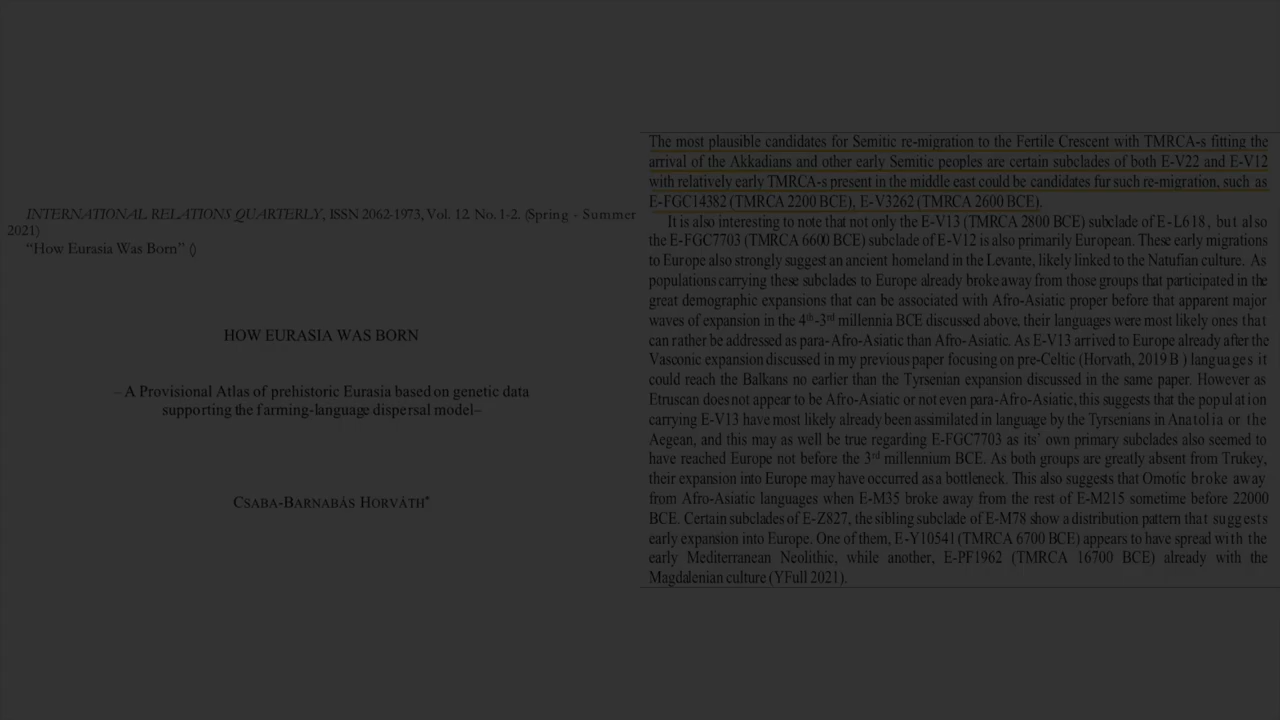 INTERNATIONAL RELATIONS QUARTERLY, ISSN 2062-1973, Vol. 12. No. 1-2. (Spring - Summer
2021)
“How Eurasia Was Born” ()
HOW EURASIA WAS BORN
– A Provisional Atlas of prehistoric Eurasia based on genetic data
supporting the farming-language dispersal model–
CSABA-BARNABÁS HORVÁTH*
The most plausible candidates for Semitic re-migration to the Fertile Crescent with TMRCA-s fitting the
arrival of the Akkadians and other early Semitic peoples are certain subclades of both E-V22 and E-V12
with relatively early TMRCA-s present in the middle east could be candidates fur such re-migration, such as
E-FGC14382 (TMRCA 2200 BCE), E-V3262 (TMRCA 2600 BCE).
It is also interesting to note that not only the E-V13 (TMRCA 2800 BCE) subclade of E-L618, but also
the E-FGC7703 (TMRCA 6600 BCE) subclade of E-V12 is also primarily European. These early migrations
to Europe also strongly suggest an ancient homeland in the Levante, likely linked to the Natufian culture. As
populations carrying these subclades to Europe already broke away from those groups that participated in the
great demographic expansions that can be associated with Afro-Asiatic proper before that apparent major
waves of expansion in the 4th-3rd millennia BCE discussed above, their languages were most likely ones that
can rather be addressed as para-Afro-Asiatic than Afro-Asiatic. As E-V13 arrived to Europe already after the
Vasconic expansion discussed in my previous paper focusing on pre-Celtic (Horvath, 2019 B ) languages it
could reach the Balkans no earlier than the Tyrsenian expansion discussed in the same paper. However as
Etruscan does not appear to be Afro-Asiatic or not even para-Afro-Asiatic, this suggests that the population
carrying E-V13 have most likely already been assimilated in language by the Tyrsenians in Anatolia or the
Aegean, and this may as well be true regarding E-FGC7703 as its’ own primary subclades also seemed to
have reached Europe not before the 3rd millennium BCE. As both groups are greatly absent from Trukey,
their expansion into Europe may have occurred as a bottleneck. This also suggests that Omotic broke away
from Afro-Asiatic languages when E-M35 broke away from the rest of E-M215 sometime before 22000
BCE. Certain subclades of E-Z827, the sibling subclade of E-M78 show a distribution pattern that suggests
early expansion into Europe. One of them, E-Y10541 (TMRCA 6700 BCE) appears to have spread with the
early Mediterranean Neolithic, while another, E-PF1962 (TMRCA 16700 BCE) already with the
Magdalenian culture (YFull 2021).